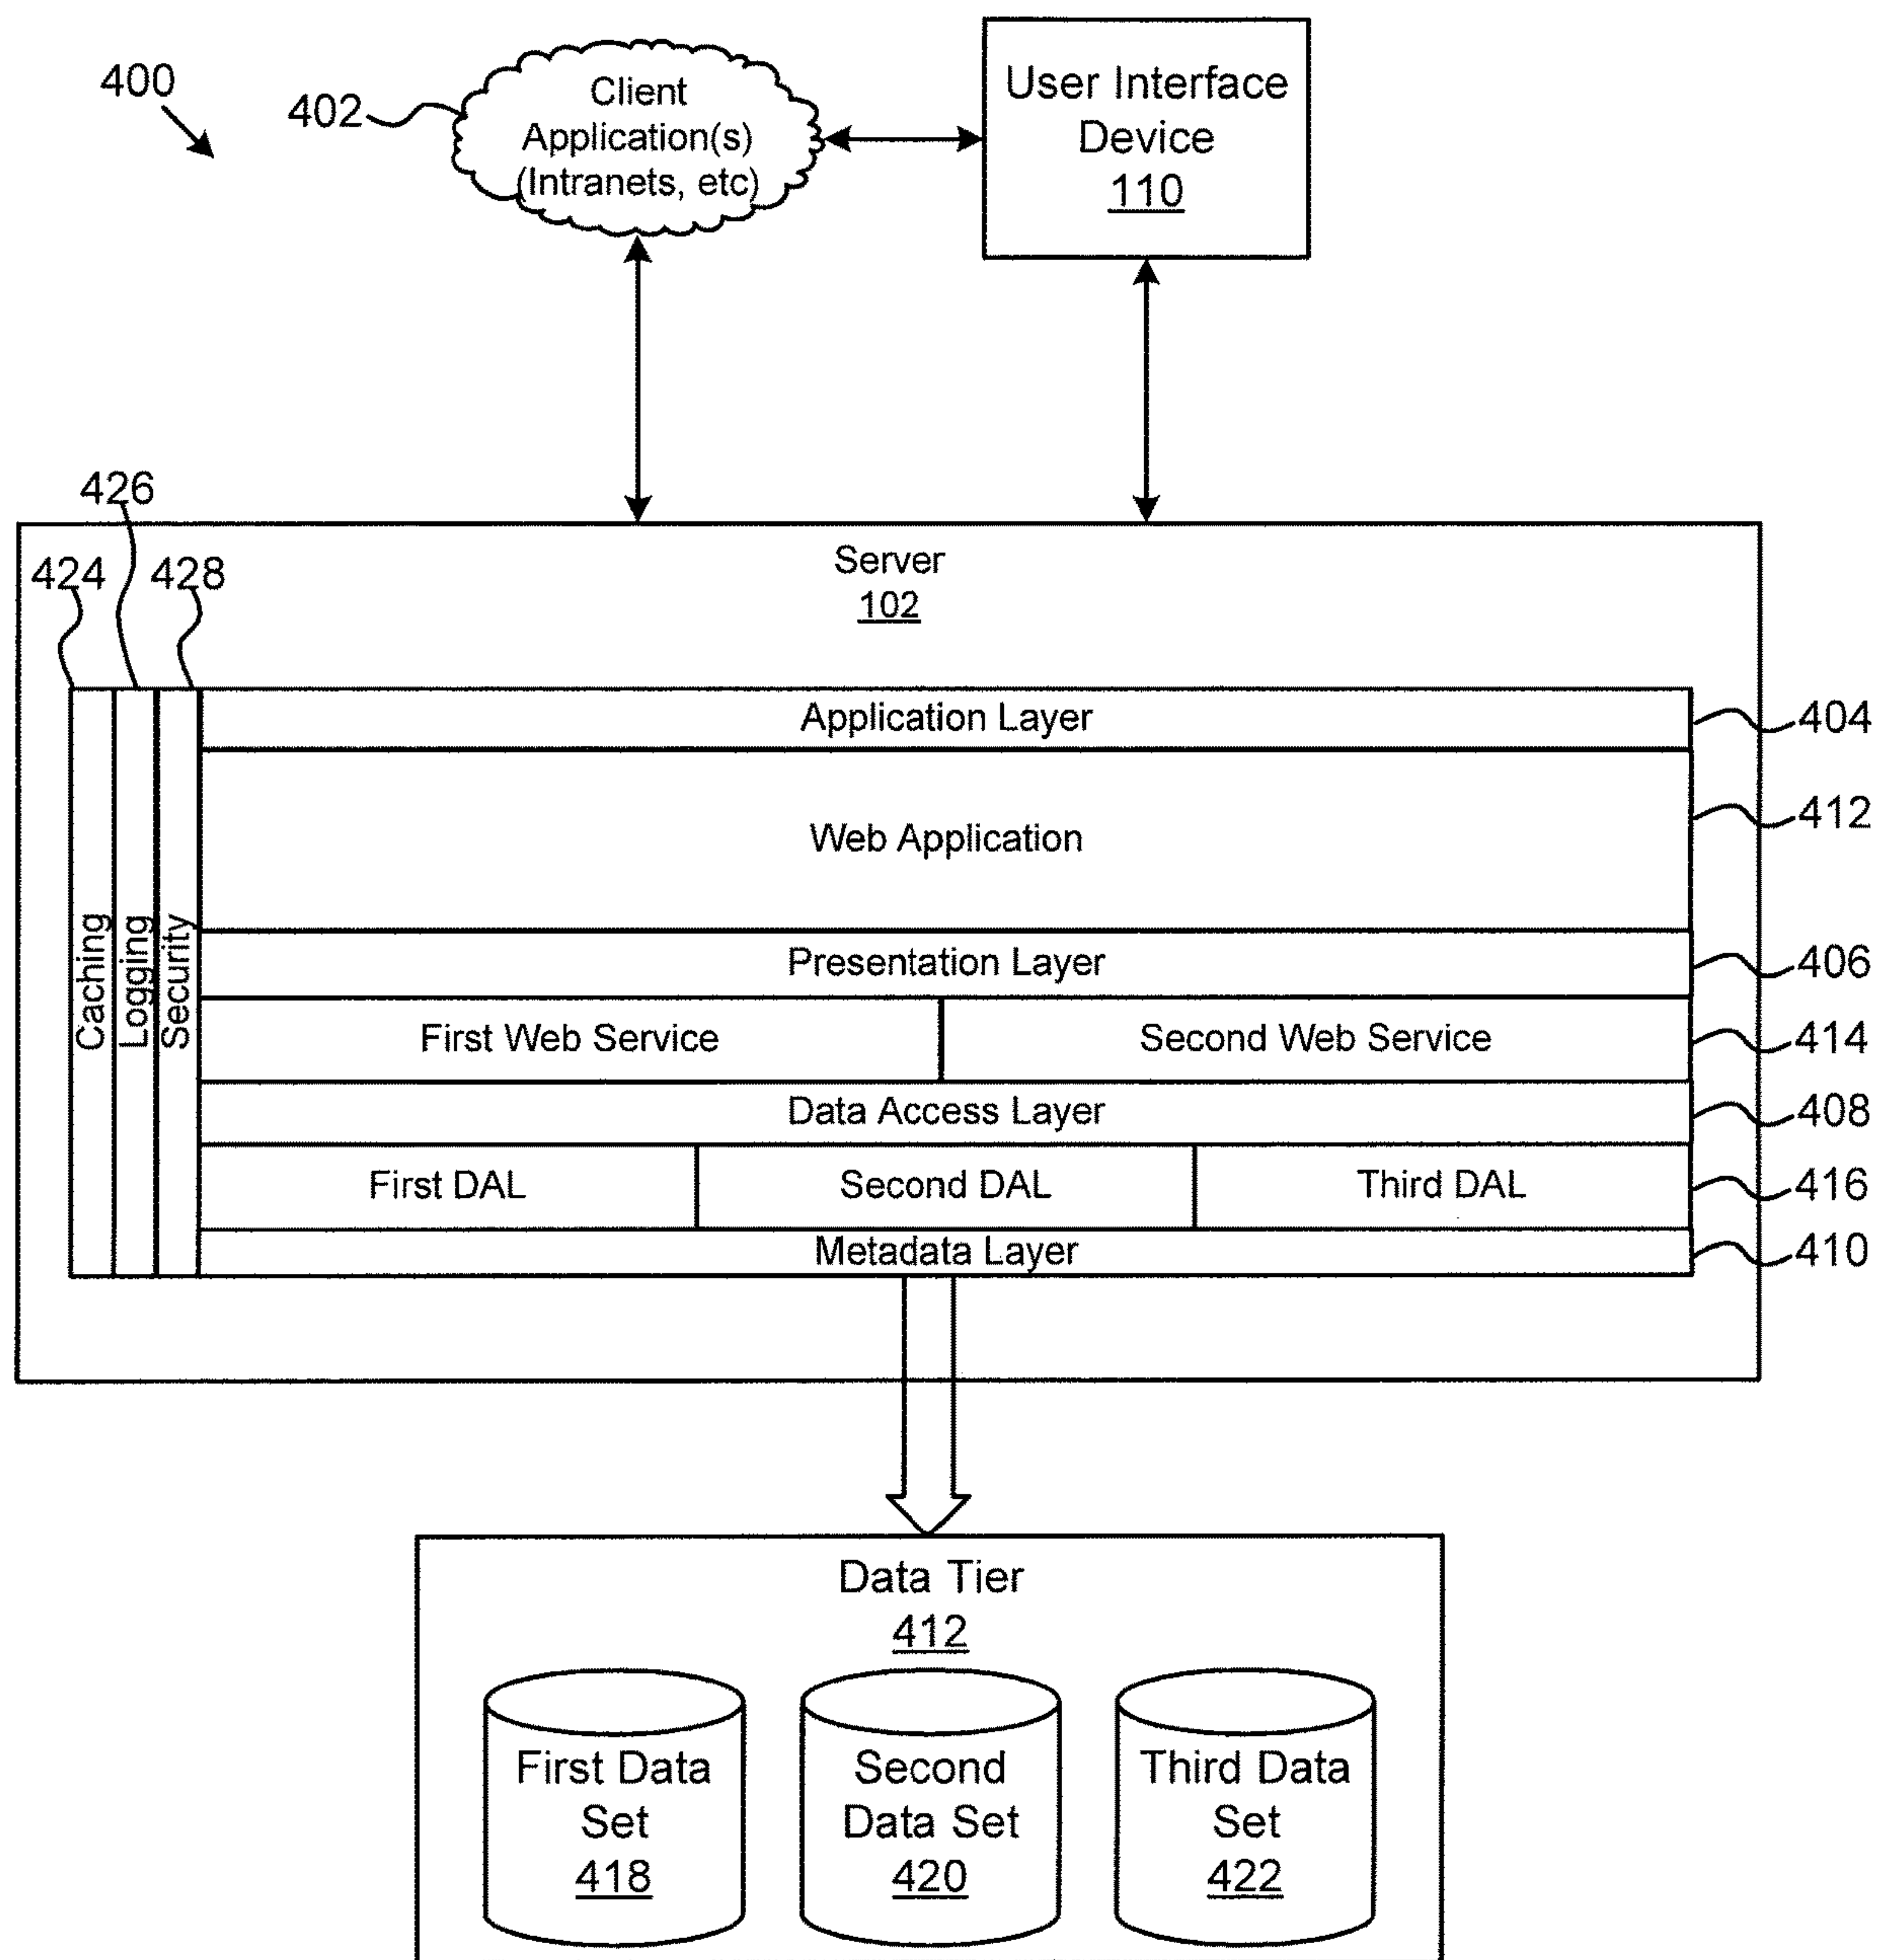 400
402
Client
Application(s)
(Intranets, etc)
User Interface
Device
110
426
424
428
Server
102
Caching
Logging
Security
Application Layer
404
Web Application
412
Presentation Layer
406
First Web Service
Second Web Service
414
Data Access Layer
408
First DAL
Second DAL
Third DAL
416
Metadata Layer
410
Data Tier
412
First Data
Set
418
Second
Data Set
420
Third Data
Set
422